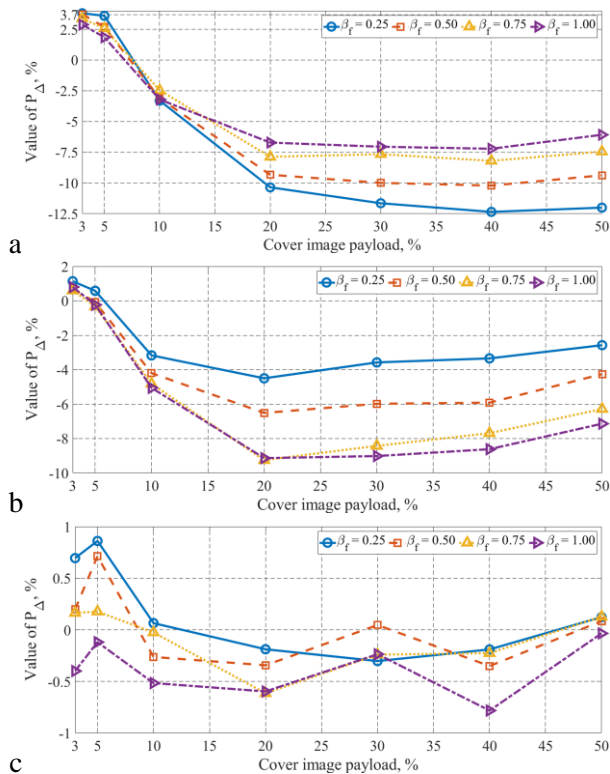 3.7
2.5
0
-2.5
-5
-7.5
-10
-12.5
Value of P_Δ, %
β_f = 0.25 β_f = 0.50 β_f = 0.75 β_f = 1.00
3 5 10 20 30 40 50
Cover image payload, %
a
2
0
-2
-4
-6
-8
-10
Value of P_Δ, %
β_f = 0.25 β_f = 0.50 β_f = 0.75 β_f = 1.00
3 5 10 15 20 25 30 35 40 45 50
Cover image payload, %
b
1
0.5
0
-0.5
-1
Value of P_Δ, %
β_f = 0.25 β_f = 0.50 β_f = 0.75 β_f = 1.00
3 5 10 15 20 25 30 35 40 45 50
Cover image payload, %
c